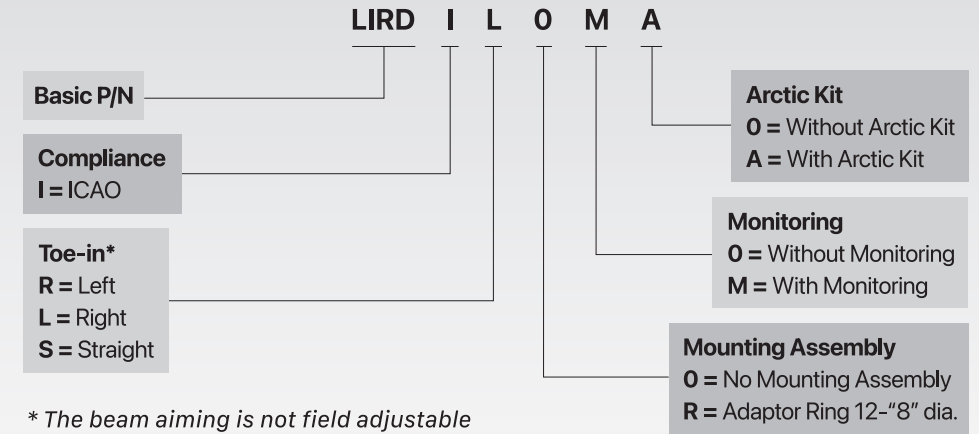 LIRD I L 0 M A
Basic P/N
Compliance
I = ICAO
Toe-in*
R = Left
L = Right
S = Straight
* The beam aiming is not field adjustable
Arctic Kit
0 = Without Arctic Kit
A = With Arctic Kit
Monitoring
0 = Without Monitoring
M = With Monitoring
Mounting Assembly
0 = No Mounting Assembly
R = Adaptor Ring 12-“8” dia.